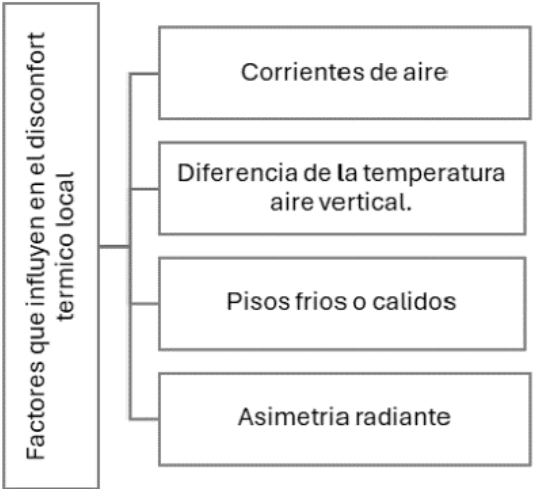 Factores que influyen en el disconfort
termico local
Corrientes de aire
Diferencia de la temperatura
aire vertical.
Pisos frios o calidos
Asimetria radiante